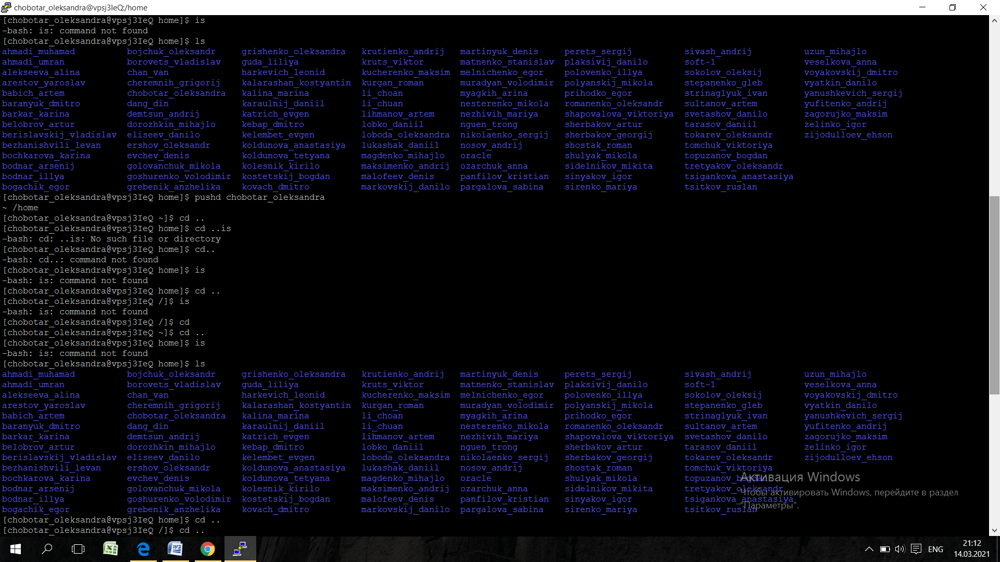 chobotar_oleksandra@vpsj3IeQ:/home
[chobotar_oleksandra@vpsj3IeQ home]$ is
-bash: is: command not found
[chobotar_oleksandra@vpsj3IeQ home]$ ls
ahmadi_muhamad bojchuk_oleksandr grishenko_oleksandra krutienko_andrij martinyuk_denis perets_sergij sivash_andrij uzun_mihajlo
ahmadi_umran borovets_vladislav guda_liliya kruts_viktor matnenko_stanislav plaksivij_danilo soft-1 veselkova_anna
alekseeva_alina chan_van harkevich_leonid kucherenko_maksim melnichenko_egor polovenko_illya sokolov_oleksij voyakovskij_dmitro
arestov_yaroslav cheremnih_grigorij kalarashan_kostyantin kurgan_roman muradyan_volodimir polyanskij_mikola stepanenko_gleb vyatkin_danilo
babich_artem chobotar_oleksandra kalina_marina li_choan myagkih_arina prihodko_egor strinaglyuk_ivan yanushkevich_sergij
baranyuk_dmitro dang_din karaulnij_daniil li_chuan nesterenko_mikola romanenko_oleksandr sultanov_artem yufitenko_andrij
barkar_karina demtsun_andrij katrich_evgen lihmanov_artem nezhivih_mariya shapovalova_viktoriya svetashov_danilo zagorujko_maksim
belobrov_artur dorozhkin_mihajlo kebap_dmitro lobko_daniil nguen_trong sherbakov_artur tarasov_daniil zelinko_igor
berislavskij_vladislav eliseev_danilo kelembet_evgen loboda_oleksandra nikolaenko_sergij sherbakov_georgij tokarev_oleksandr zijodulloev_ehson
bezhanishvili_levan ershov_oleksandr koldunova_anastasiya lukashak_daniil nosov_andrij shostak_roman tomchuk_viktoriya
bochkarova_karina evchev_denis koldunova_tetyana magdenko_mihajlo oracle shulyak_mikola topuzanov_bogdan
bodnar_arsenij golovanchuk_mikola kolesnik_kirilo maksimenko_andrij ozarchuk_anna sidelnikov_mikita tretyakov_oleksandr
bodnar_illya goshurenko_volodimir kostetskij_bogdan malofeev_denis panfilov_kristian sinyakov_igor tsigankova_anastasiya
bogachik_egor grebenik_anzhelika kovach_dmitro markovskij_danilo pargalova_sabina sirenko_mariya tsitkov_ruslan
[chobotar_oleksandra@vpsj3IeQ home]$ pushd chobotar_oleksandra
~ /home
[chobotar_oleksandra@vpsj3IeQ ~]$ cd ..
[chobotar_oleksandra@vpsj3IeQ home]$ cd ..is
-bash: cd: ..is: No such file or directory
[chobotar_oleksandra@vpsj3IeQ home]$ cd..
-bash: cd..: command not found
[chobotar_oleksandra@vpsj3IeQ home]$ is
-bash: is: command not found
[chobotar_oleksandra@vpsj3IeQ home]$ cd ..
[chobotar_oleksandra@vpsj3IeQ /]$ is
-bash: is: command not found
[chobotar_oleksandra@vpsj3IeQ /]$ cd
[chobotar_oleksandra@vpsj3IeQ ~]$ cd ..
[chobotar_oleksandra@vpsj3IeQ home]$ is
-bash: is: command not found
[chobotar_oleksandra@vpsj3IeQ home]$ ls
ahmadi_muhamad bojchuk_oleksandr grishenko_oleksandra krutienko_andrij martinyuk_denis perets_sergij sivash_andrij uzun_mihajlo
ahmadi_umran borovets_vladislav guda_liliya kruts_viktor matnenko_stanislav plaksivij_danilo soft-1 veselkova_anna
alekseeva_alina chan_van harkevich_leonid kucherenko_maksim melnichenko_egor polovenko_illya sokolov_oleksij voyakovskij_dmitro
arestov_yaroslav cheremnih_grigorij kalarashan_kostyantin kurgan_roman muradyan_volodimir polyanskij_mikola stepanenko_gleb vyatkin_danilo
babich_artem chobotar_oleksandra kalina_marina li_choan myagkih_arina prihodko_egor strinaglyuk_ivan yanushkevich_sergij
baranyuk_dmitro dang_din karaulnij_daniil li_chuan nesterenko_mikola romanenko_oleksandr sultanov_artem yufitenko_andrij
barkar_karina demtsun_andrij katrich_evgen lihmanov_artem nezhivih_mariya shapovalova_viktoriya svetashov_danilo zagorujko_maksim
belobrov_artur dorozhkin_mihajlo kebap_dmitro lobko_daniil nguen_trong sherbakov_artur tarasov_daniil zelinko_igor
berislavskij_vladislav eliseev_danilo kelembet_evgen loboda_oleksandra nikolaenko_sergij sherbakov_georgij tokarev_oleksandr zijodulloev_ehson
bezhanishvili_levan ershov_oleksandr koldunova_anastasiya lukashak_daniil nosov_andrij shostak_roman tomchuk_viktoriya
bochkarova_karina evchev_denis koldunova_tetyana magdenko_mihajlo oracle shulyak_mikola topuzanov_bogdan
bodnar_arsenij golovanchuk_mikola kolesnik_kirilo maksimenko_andrij ozarchuk_anna sidelnikov_mikita tretyakov_oleksandr
bodnar_illya goshurenko_volodimir kostetskij_bogdan malofeev_denis panfilov_kristian sinyakov_igor tsigankova_anastasiya
bogachik_egor grebenik_anzhelika kovach_dmitro markovskij_danilo pargalova_sabina sirenko_mariya tsitkov_ruslan
[chobotar_oleksandra@vpsj3IeQ home]$ cd ..
[chobotar_oleksandra@vpsj3IeQ /]$ cd ..
Активация Windows
Чтобы активировать Windows, перейдите в раздел
"Параметры".
ENG
21:12
14.03.2021